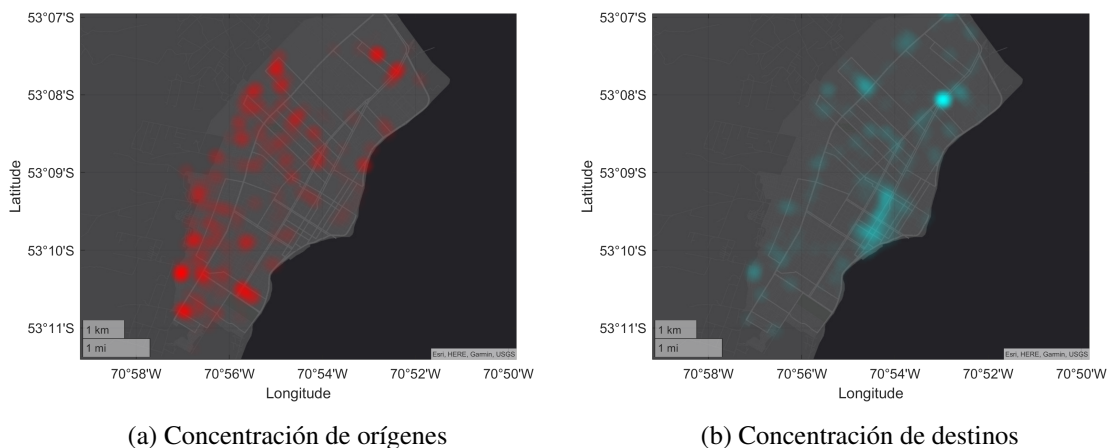 53°07'S
53°08'S
53°09'S
53°10'S
53°11'S
Latitude
1 km
1 mi
Esri, HERE, Garmin, USGS
70°58'W 70°56'W 70°54'W 70°52'W 70°50'W
Longitude
(a) Concentración de orígenes
53°07'S
53°08'S
53°09'S
53°10'S
53°11'S
Latitude
1 km
1 mi
Esri, HERE, Garmin, USGS
70°58'W 70°56'W 70°54'W 70°52'W 70°50'W
Longitude
(b) Concentración de destinos